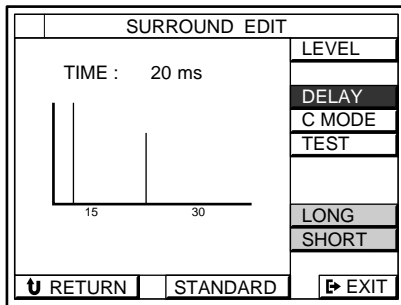 SURROUND EDIT
LEVEL
TIME : 20 ms
DELAY
C MODE
TEST
15 30
LONG
SHORT
RETURN STANDARD EXIT